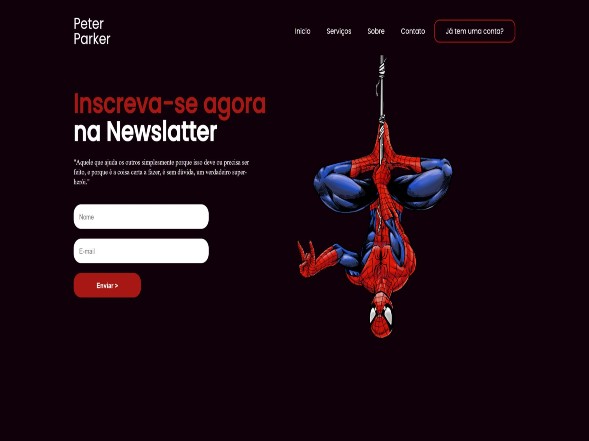 Peter
Parker
Inicio
Serviços
Sobre
Contato
Já tem uma conta?
Inscreva-se agora
na Newslatter
"Aquele que ajuda os outros simplesmente porque isso deve ou precisa ser
feito, e porque é a coisa certa a fazer, é sem dúvida, um verdadeiro super-
herói."
Nome
E-mail
Enviar >